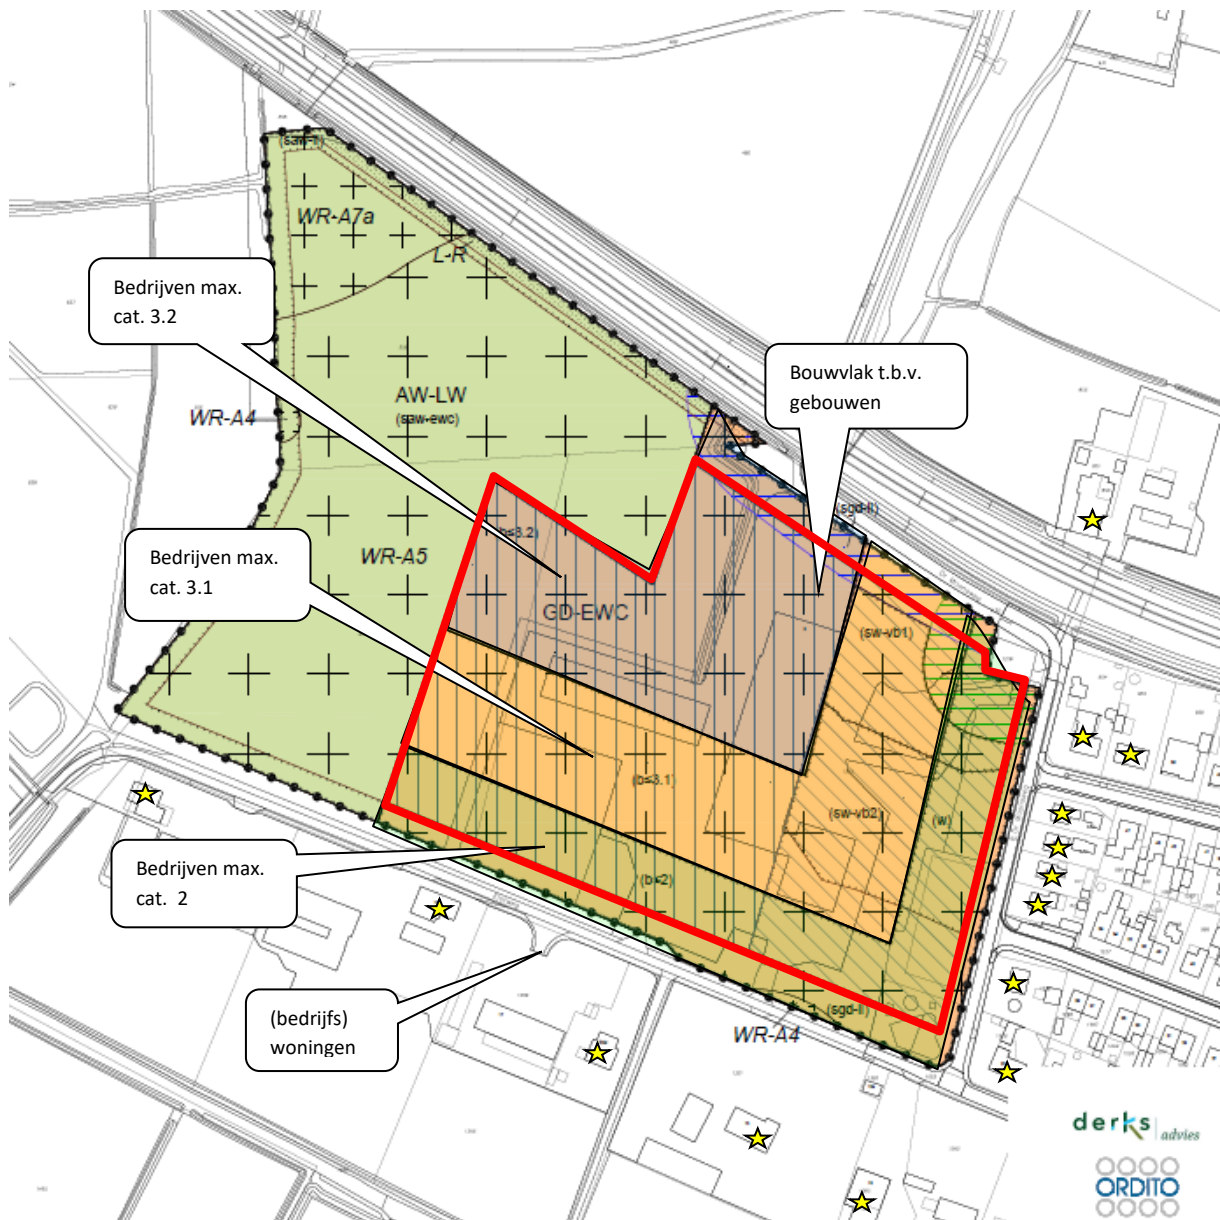 (saw-ll)
WR-A7a
L-R
Bedrijven max.
cat. 3.2
Bouwvlak t.b.v.
gebouwen
AW-LW
(saw-ewc)
WR-A4
(sgd-ll)
(b≤3.2)
Bedrijven max.
cat. 3.1
WR-A5
GD-EWC
(sw-vb1)
(b≤3.1)
(sw-vb2)
(w)
Bedrijven max.
cat. 2
(b≤2)
(bedrijfs)
woningen
(sgd-ll)
WR-A4
derks advies
ORDITO